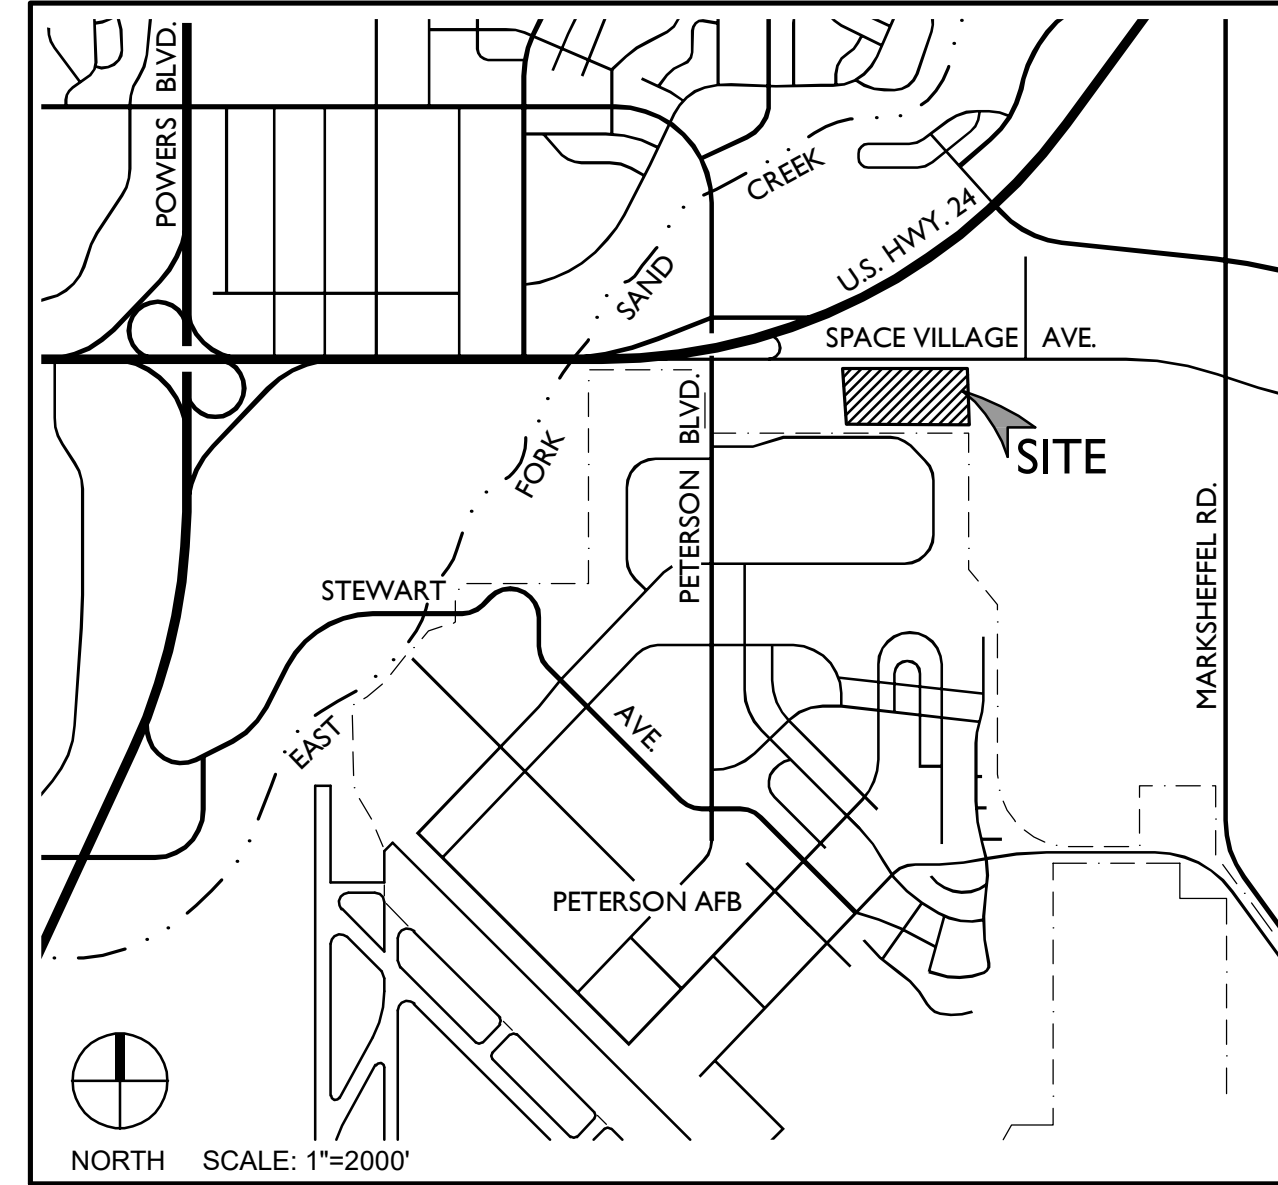 POWERS BLVD.
CREEK
SAND
U.S. HWY. 24
SPACE VILLAGE AVE.
PETERSON BLVD.
FORK
SITE
MARKSHEFFEL RD.
STEWART
AVE.
EAST
PETERSON AFB
NORTH SCALE: 1"=2000'